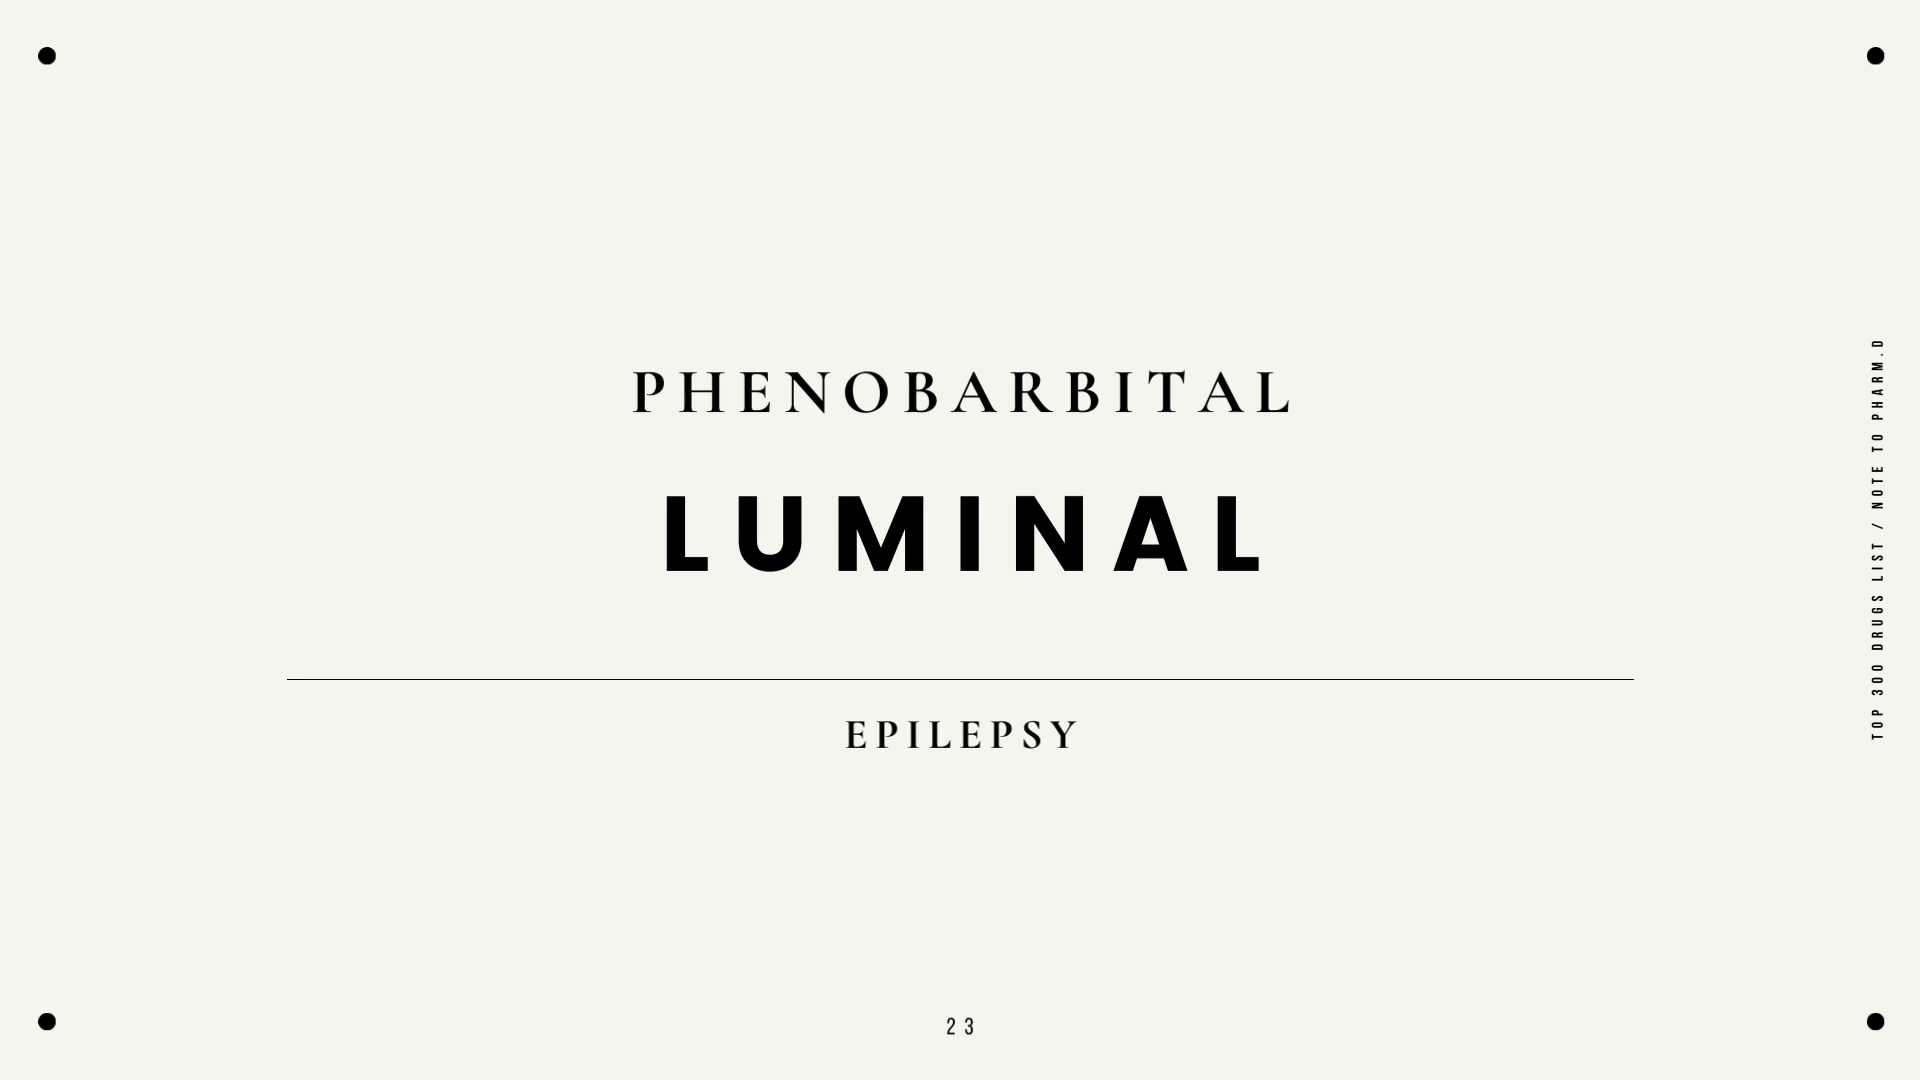 PHENOBARBITAL
LUMINAL
EPILEPSY
TOP 300 DRUGS LIST / NOTE TO PHARM.D
23